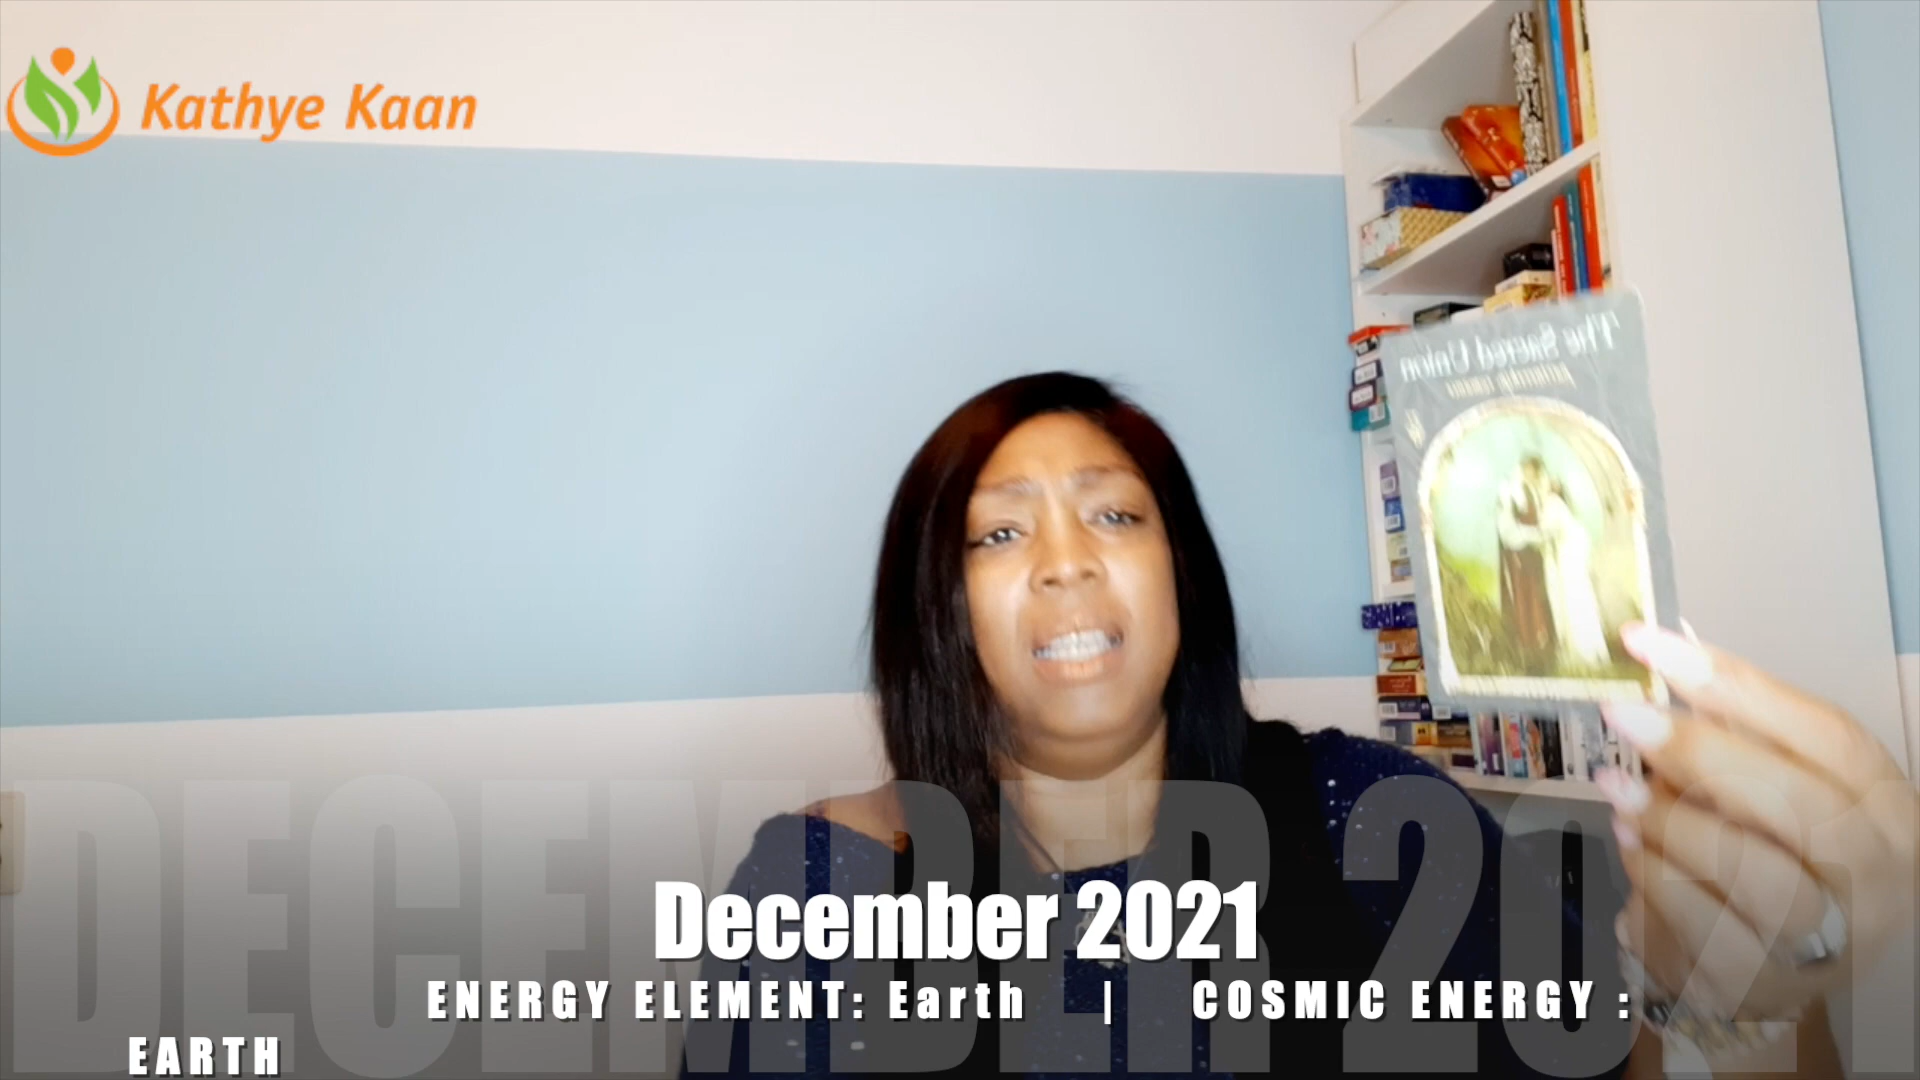 Kathye Kaan
The Sacred Union
DECEMBER 2021
December 2021
ENERGY ELEMENT: Earth | COSMIC ENERGY :
EARTH